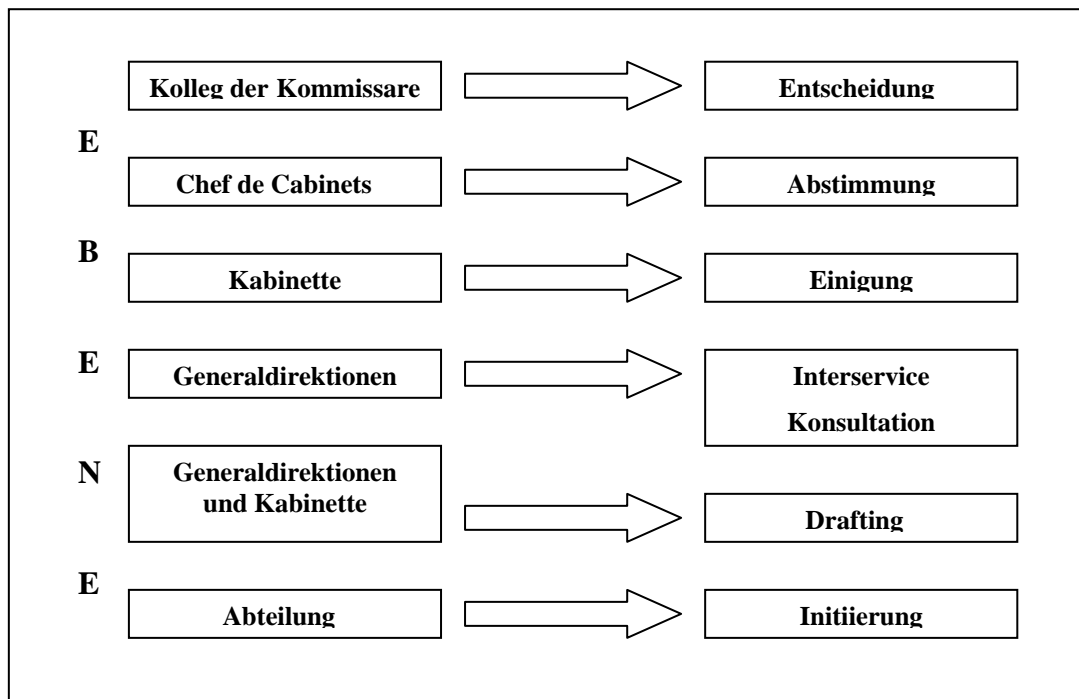 Kolleg der Kommissare
Entscheidung
E
Chef de Cabinets
Abstimmung
B
Kabinette
Einigung
E
Generaldirektionen
Interservice
Konsultation
N
Generaldirektionen
und Kabinette
Drafting
E
Abteilung
Initiierung